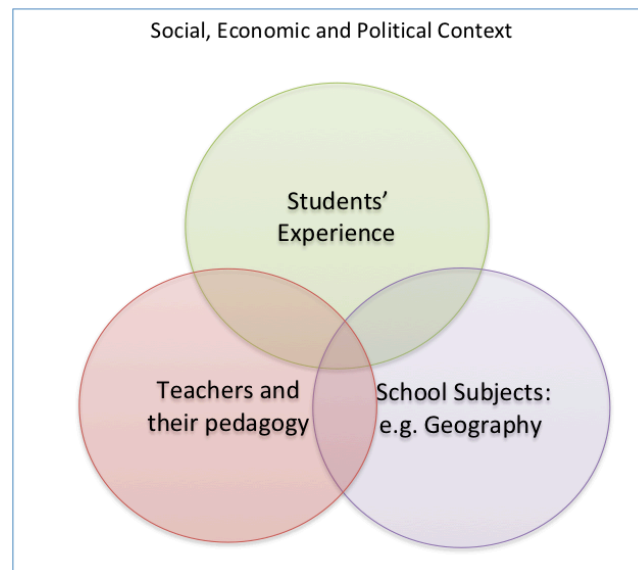 Social, Economic and Political Context
Students’
Experience
Teachers and
their pedagogy
School Subjects:
e.g. Geography